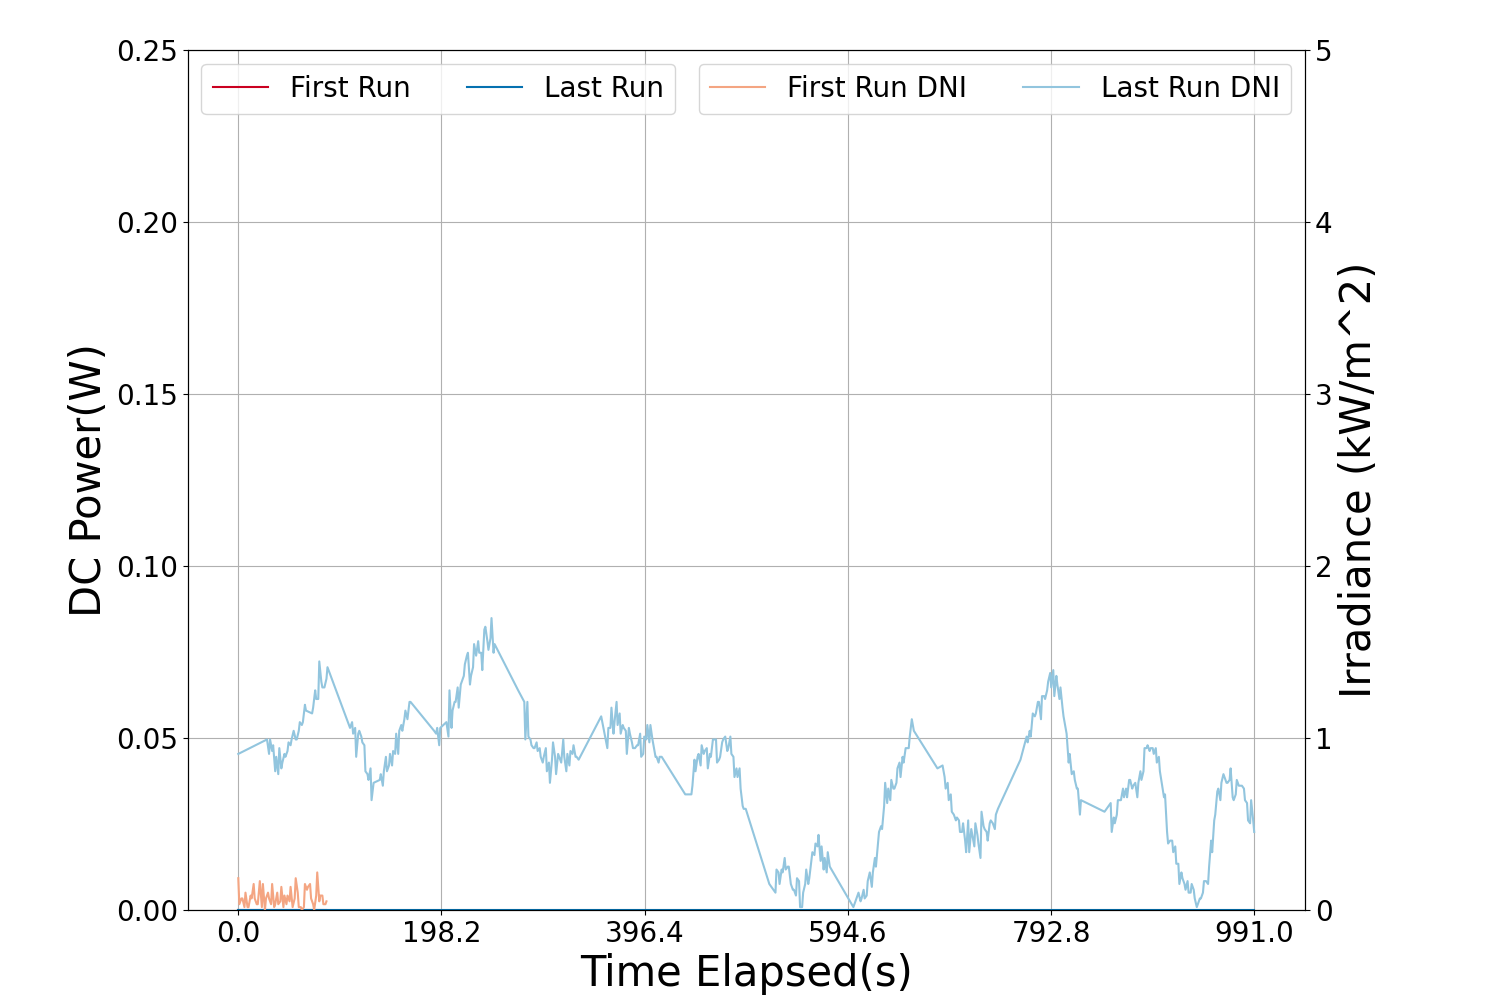 First Run
Last Run
First Run DNI
Last Run DNI
DC Power(W)
0.25
0.20
0.15
0.10
0.05
0.00
5
4
3
2
1
0
Irradiance (kW/m^2)
0.0 198.2 396.4 594.6 792.8 991.0
Time Elapsed(s)